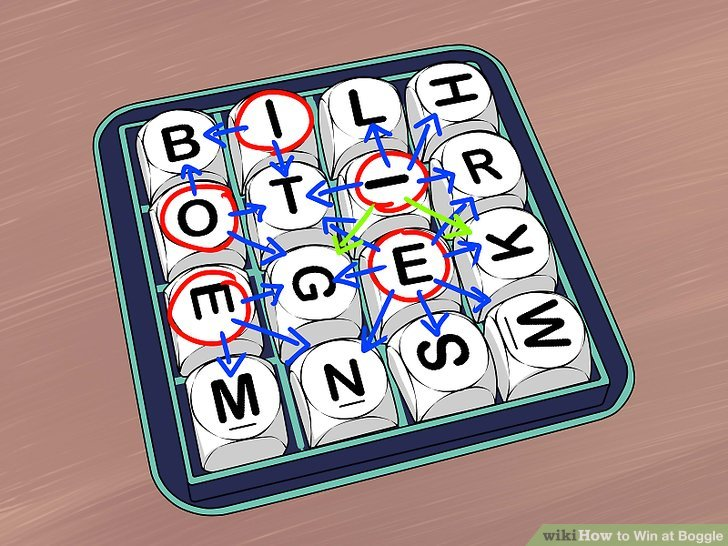 B I L H
O T I R
E G E K
M N S W
wikiHow to Win at Boggle